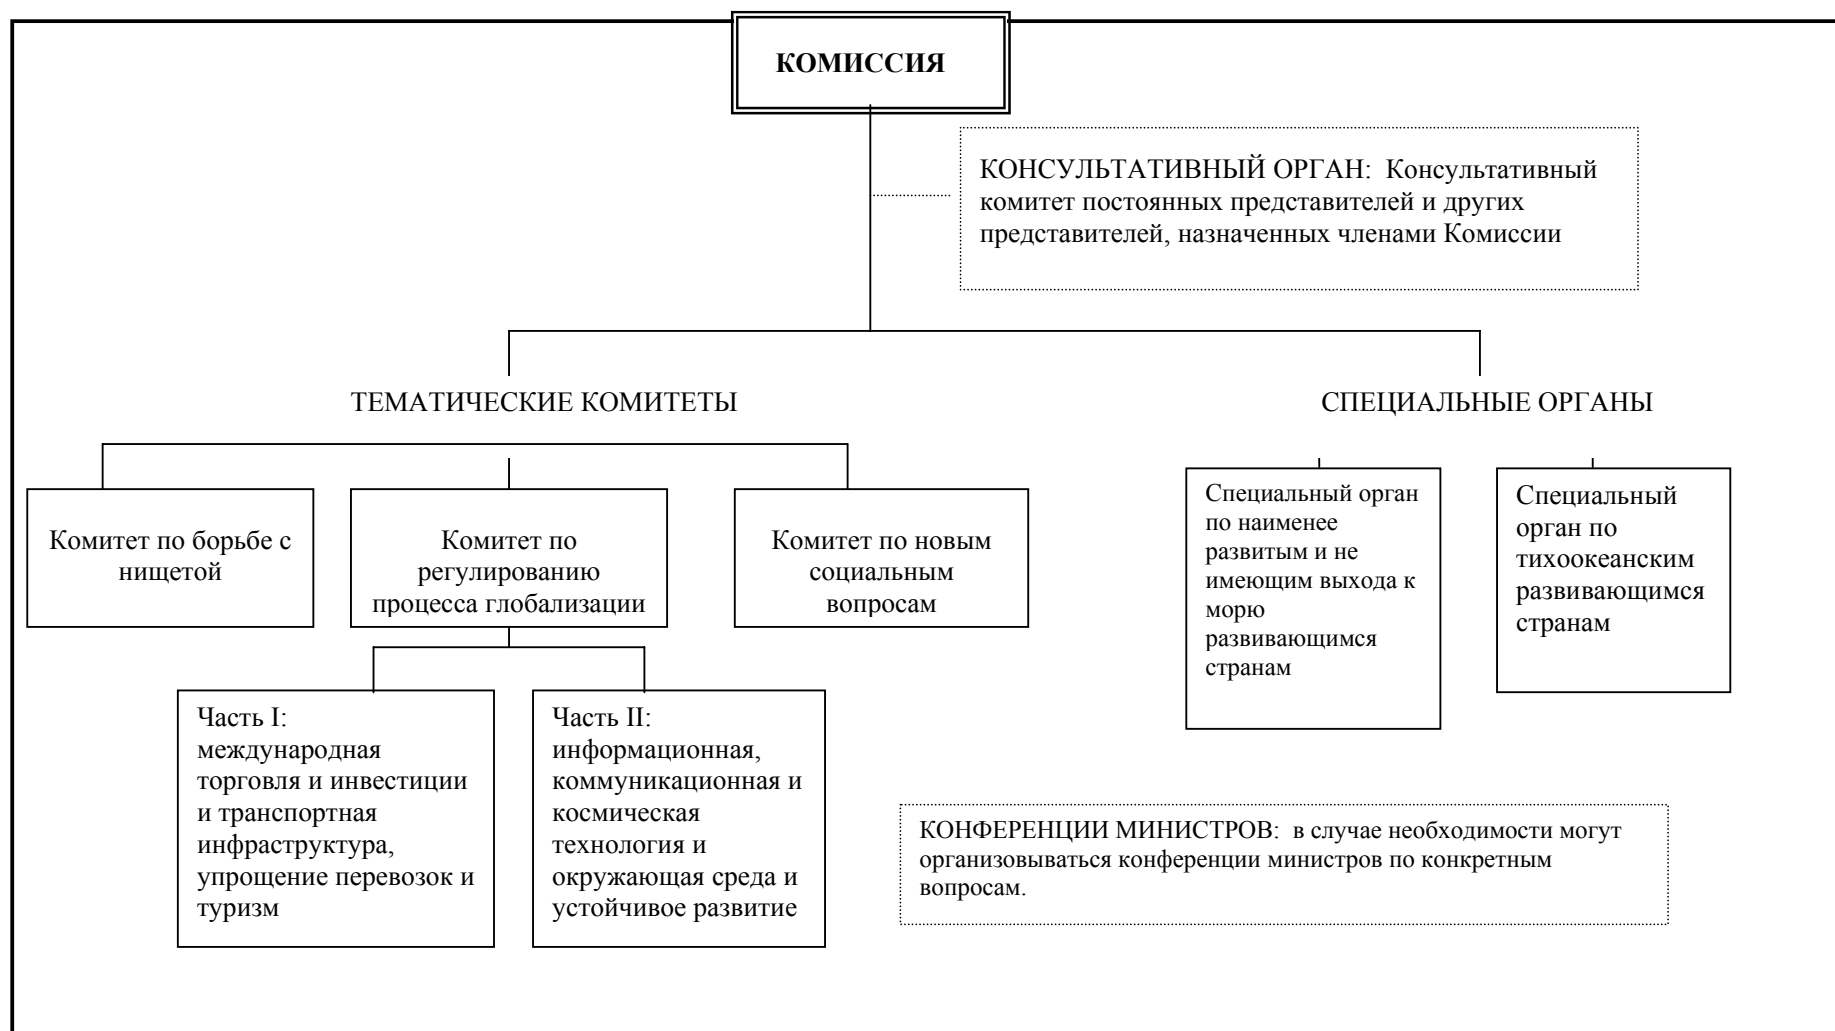 КОМИССИЯ
КОНСУЛЬТАТИВНЫЙ ОРГАН: Консультативный
комитет постоянных представителей и других
представителей, назначенных членами Комиссии
ТЕМАТИЧЕСКИЕ КОМИТЕТЫ
СПЕЦИАЛЬНЫЕ ОРГАНЫ
Комитет по борьбе с
нищетой
Комитет по
регулированию
процесса глобализации
Комитет по новым
социальным
вопросам
Специальный орган
по наименее
развитым и не
имеющим выхода к
морю
развивающимся
странам
Специальный
орган по
тихоокеанским
развивающимся
странам
Часть I:
международная
торговля и инвестиции
и транспортная
инфраструктура,
упрощение перевозок и
туризм
Часть II:
информационная,
коммуникационная и
космическая
технология и
окружающая среда и
устойчивое развитие
КОНФЕРЕНЦИИ МИНИСТРОВ: в случае необходимости могут
организовываться конференции министров по конкретным
вопросам.